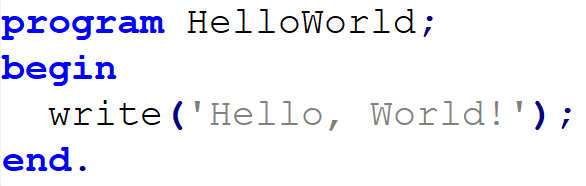 program HelloWorld;
begin
  write('Hello, World!');
end.